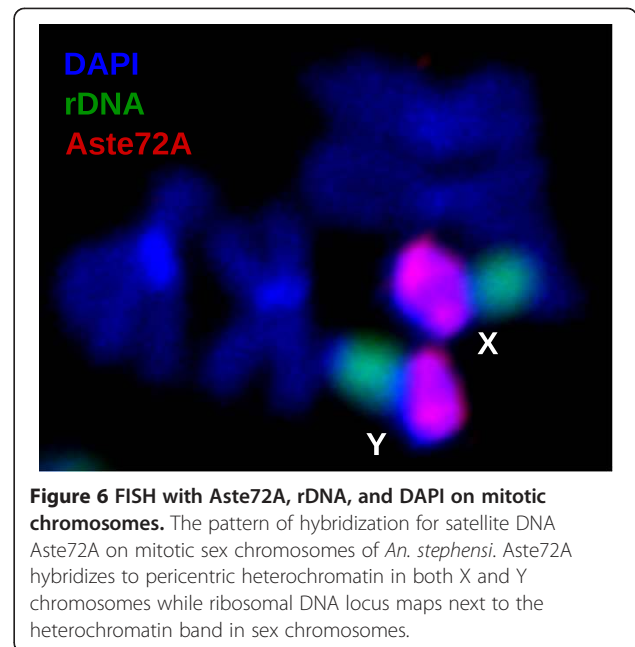 DAPI
rDNA
Aste72A
X
Y
Figure 6 FISH with Aste72A, rDNA, and DAPI on mitotic
chromosomes. The pattern of hybridization for satellite DNA
Aste72A on mitotic sex chromosomes of An. stephensi. Aste72A
hybridizes to pericentric heterochromatin in both X and Y
chromosomes while ribosomal DNA locus maps next to the
heterochromatin band in sex chromosomes.